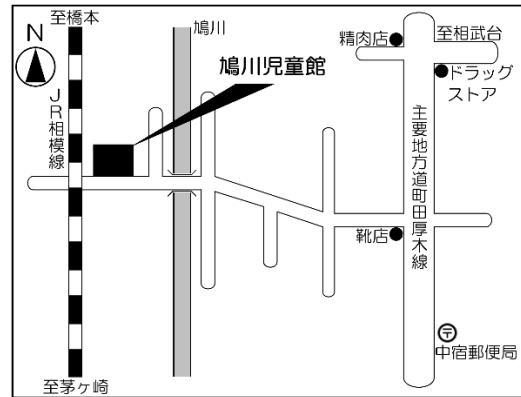 至橋本
鳩川
N
鳩川児童館
精肉店
至相武台
ドラッグ
ストア
JR相模線
主要地方道町田厚木線
靴店
〒
中宿郵便局
至茅ヶ崎